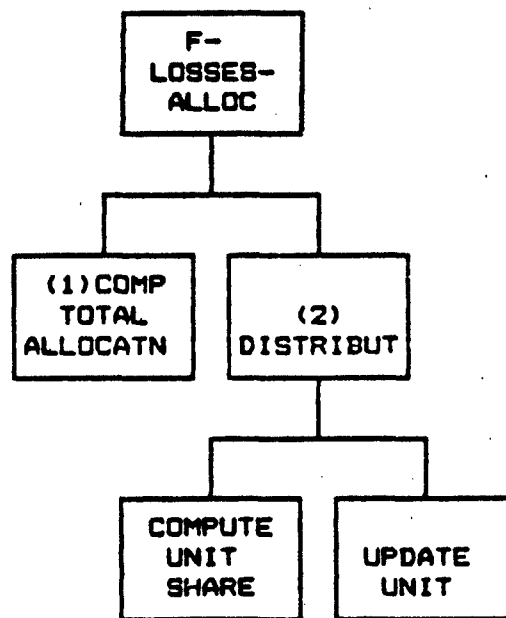 F-
LOSSES-
ALLOC
(1)COMP
TOTAL
ALLOCATN
(2)
DISTRIBUT
COMPUTE
UNIT
SHARE
UPDATE
UNIT